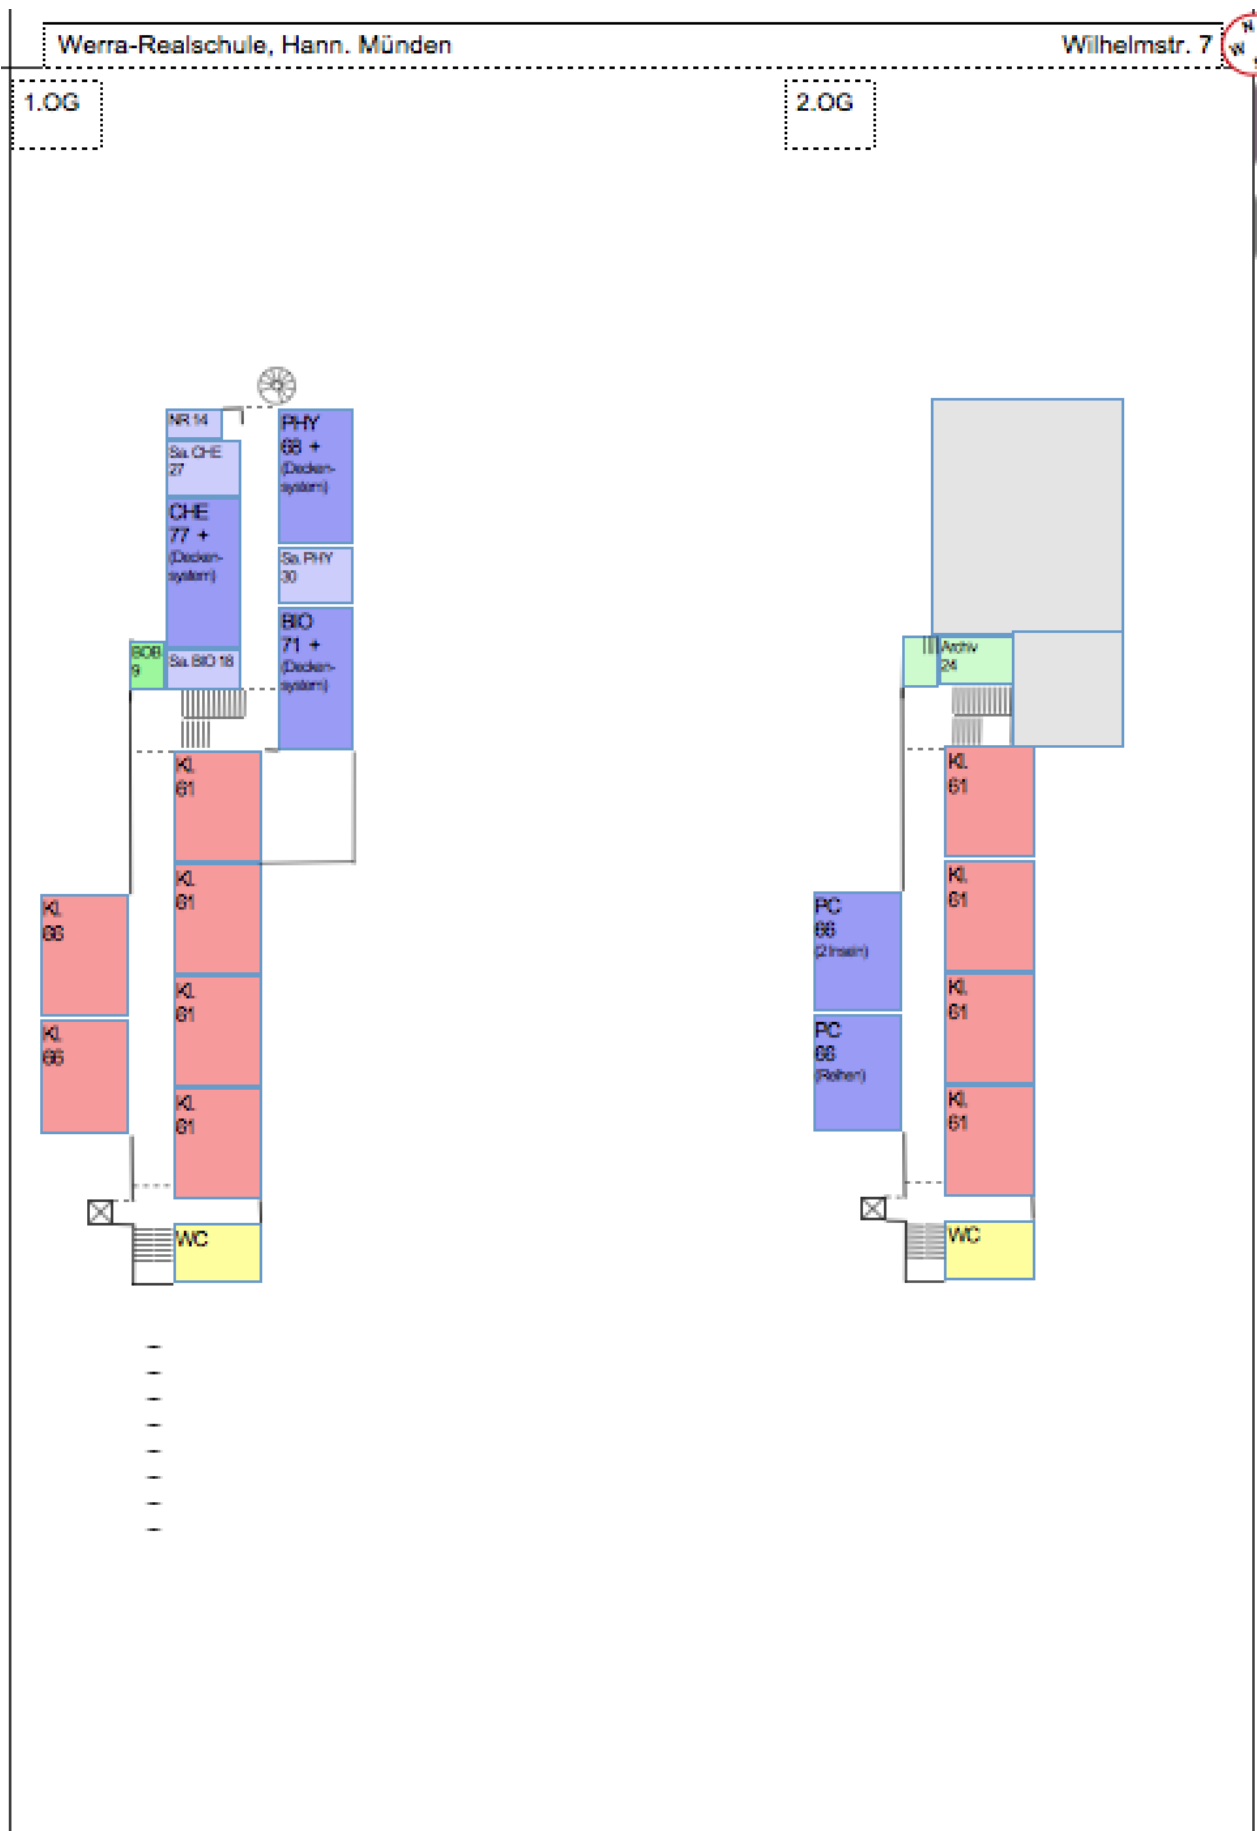 Werra-Realschule, Hann. Münden
Wilhelmstr. 7
N
W
1.OG
2.OG
NR 14
Sa. CHE
27
CHE
77 +
(Decken-
system)
BOB
9
Sa. BIO 18
PHY
68 +
(Decken-
system)
Sa. PHY
30
BIO
71 +
(Decken-
system)
KL
61
KL
61
KL
61
KL
61
KL
66
KL
66
WC
Archiv
24
KL
61
KL
61
KL
61
KL
61
PC
66
(2 Inseln)
PC
66
(Reihen)
WC